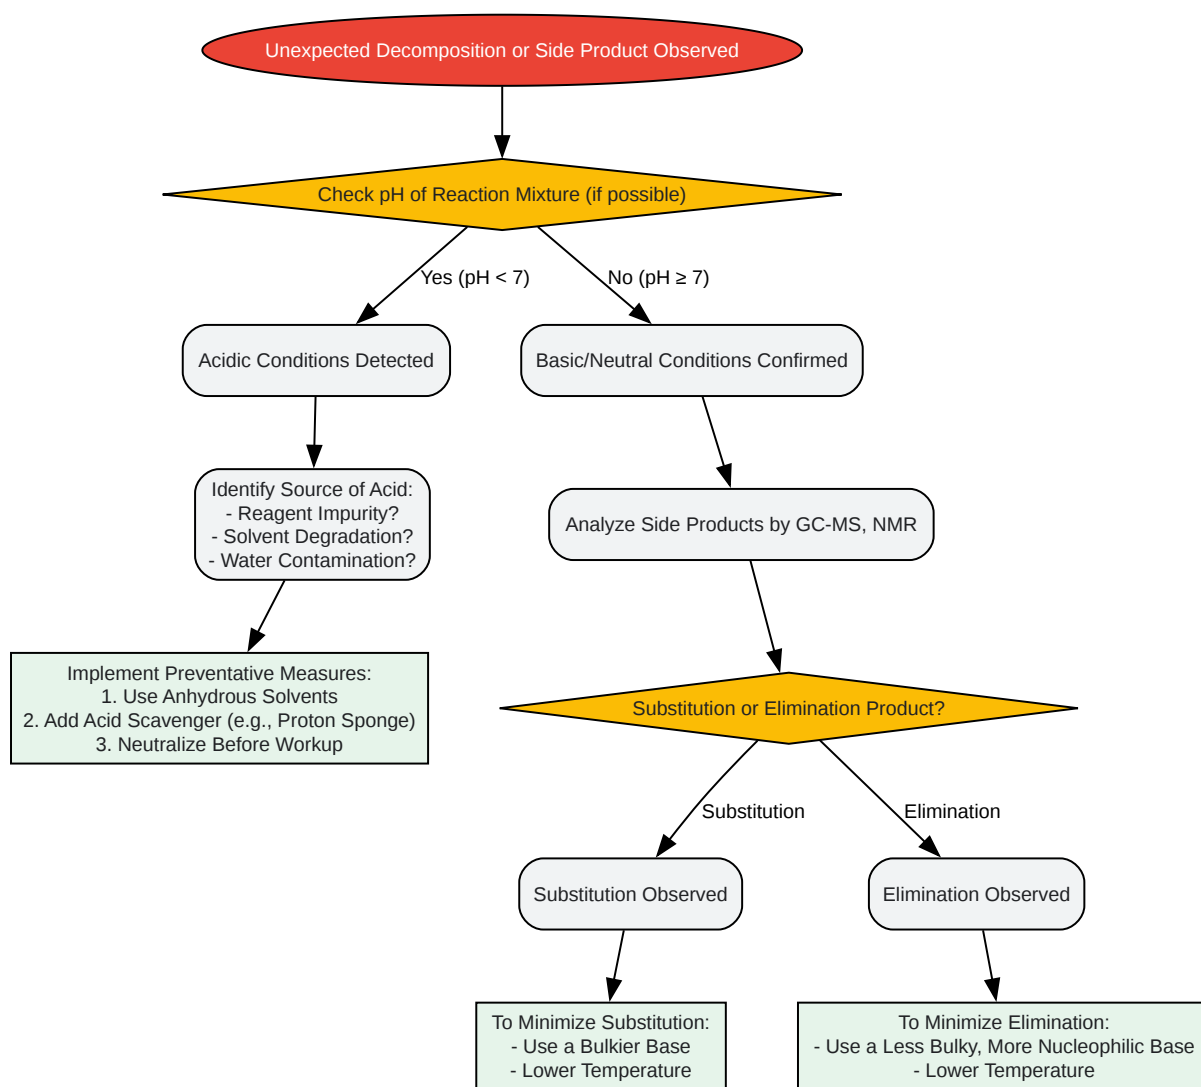 Unexpected Decomposition or Side Product Observed
Check pH of Reaction Mixture (if possible)
Yes (pH < 7)
No (pH ≥ 7)
Acidic Conditions Detected
Basic/Neutral Conditions Confirmed
Identify Source of Acid:
- Reagent Impurity?
- Solvent Degradation?
- Water Contamination?
Analyze Side Products by GC-MS, NMR
Implement Preventative Measures:
1. Use Anhydrous Solvents
2. Add Acid Scavenger (e.g., Proton Sponge)
3. Neutralize Before Workup
Substitution or Elimination Product?
Substitution
Elimination
Substitution Observed
Elimination Observed
To Minimize Substitution:
- Use a Bulkier Base
- Lower Temperature
To Minimize Elimination:
- Use a Less Bulky, More Nucleophilic Base
- Lower Temperature